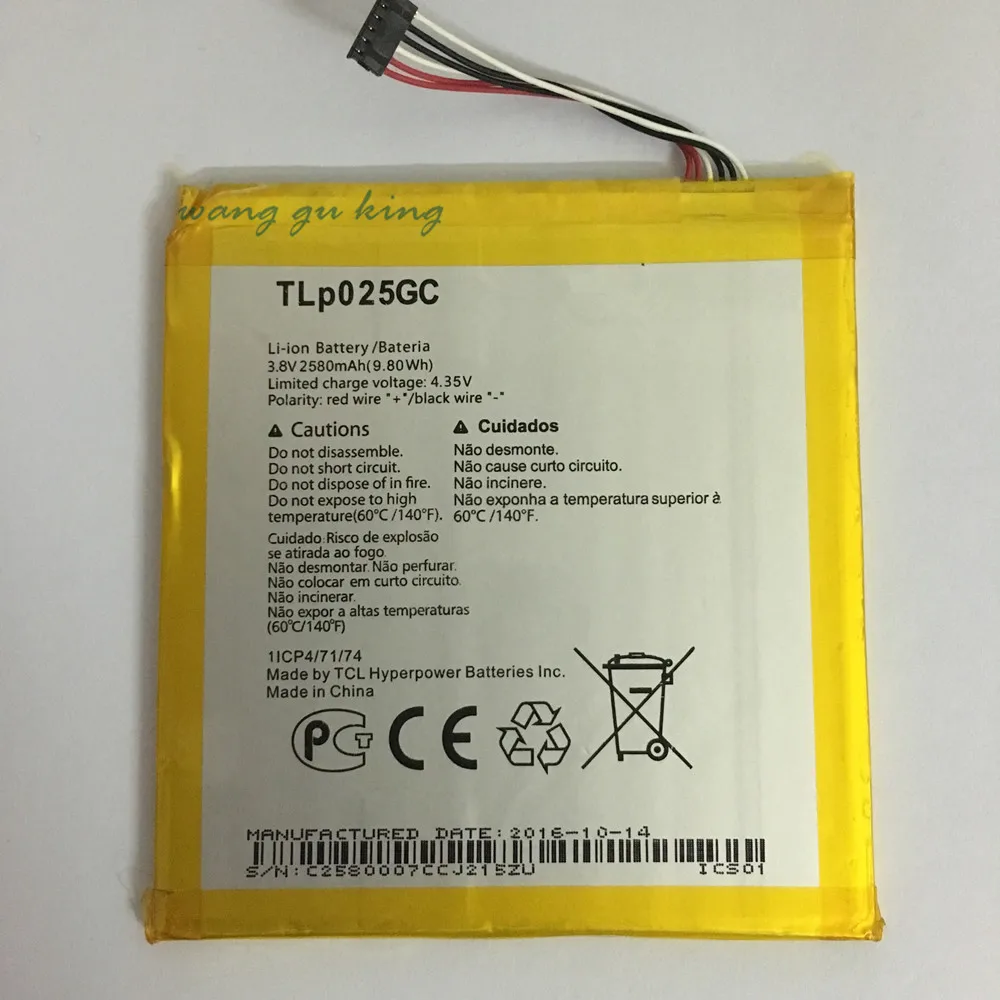 wang gu king
TLp025GC
Li-ion Battery/Bateria
3.8V 2580mAh(9.80Wh)
Limited charge voltage: 4.35V
Polarity: red wire "+"/black wire "-"
Cautions
Do not disassemble.
Do not short circuit.
Do not dispose of in fire.
Do not expose to high
temperature(60°C/140°F).
Cuidados
Não desmonte.
Não cause curto circuito.
Não incinere.
Não exponha a temperatura superior à
60°C/140°F.
Cuidado:Risco de explosão
se atirada ao fogo.
Não desmontar. Não perfurar.
Não colocar em curto circuito.
Não incinerar.
Não expor a altas temperaturas
(60°C/140°F)
1ICP4/71/74
Made by TCL Hyperpower Batteries Inc.
Made in China
PCT CE
MANUFACTURED DATE:2016-10-14
S/N:C2580007CCJ215ZU ICS01